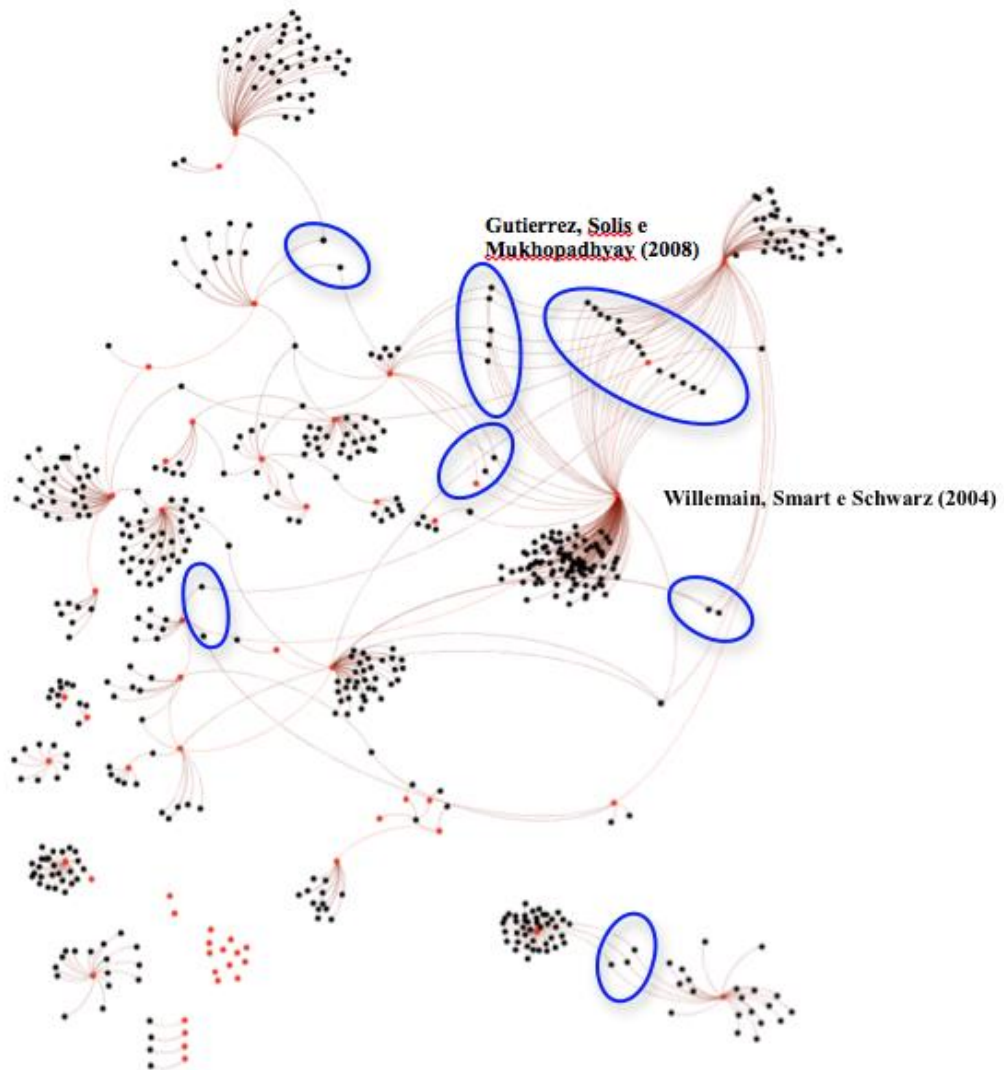 Gutierrez, Solis e
Mukhopadhyay (2008)
Willemain, Smart e Schwarz (2004)